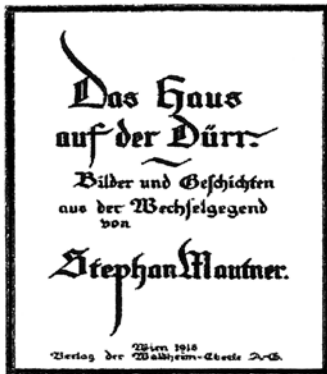 Das Haus
auf der Dürr.
Bilder und Geschichten
aus der Wechselgegend
von
Stephan Mautner.
Wien 1918
Verlag der Waldheim-Eberle A-G.